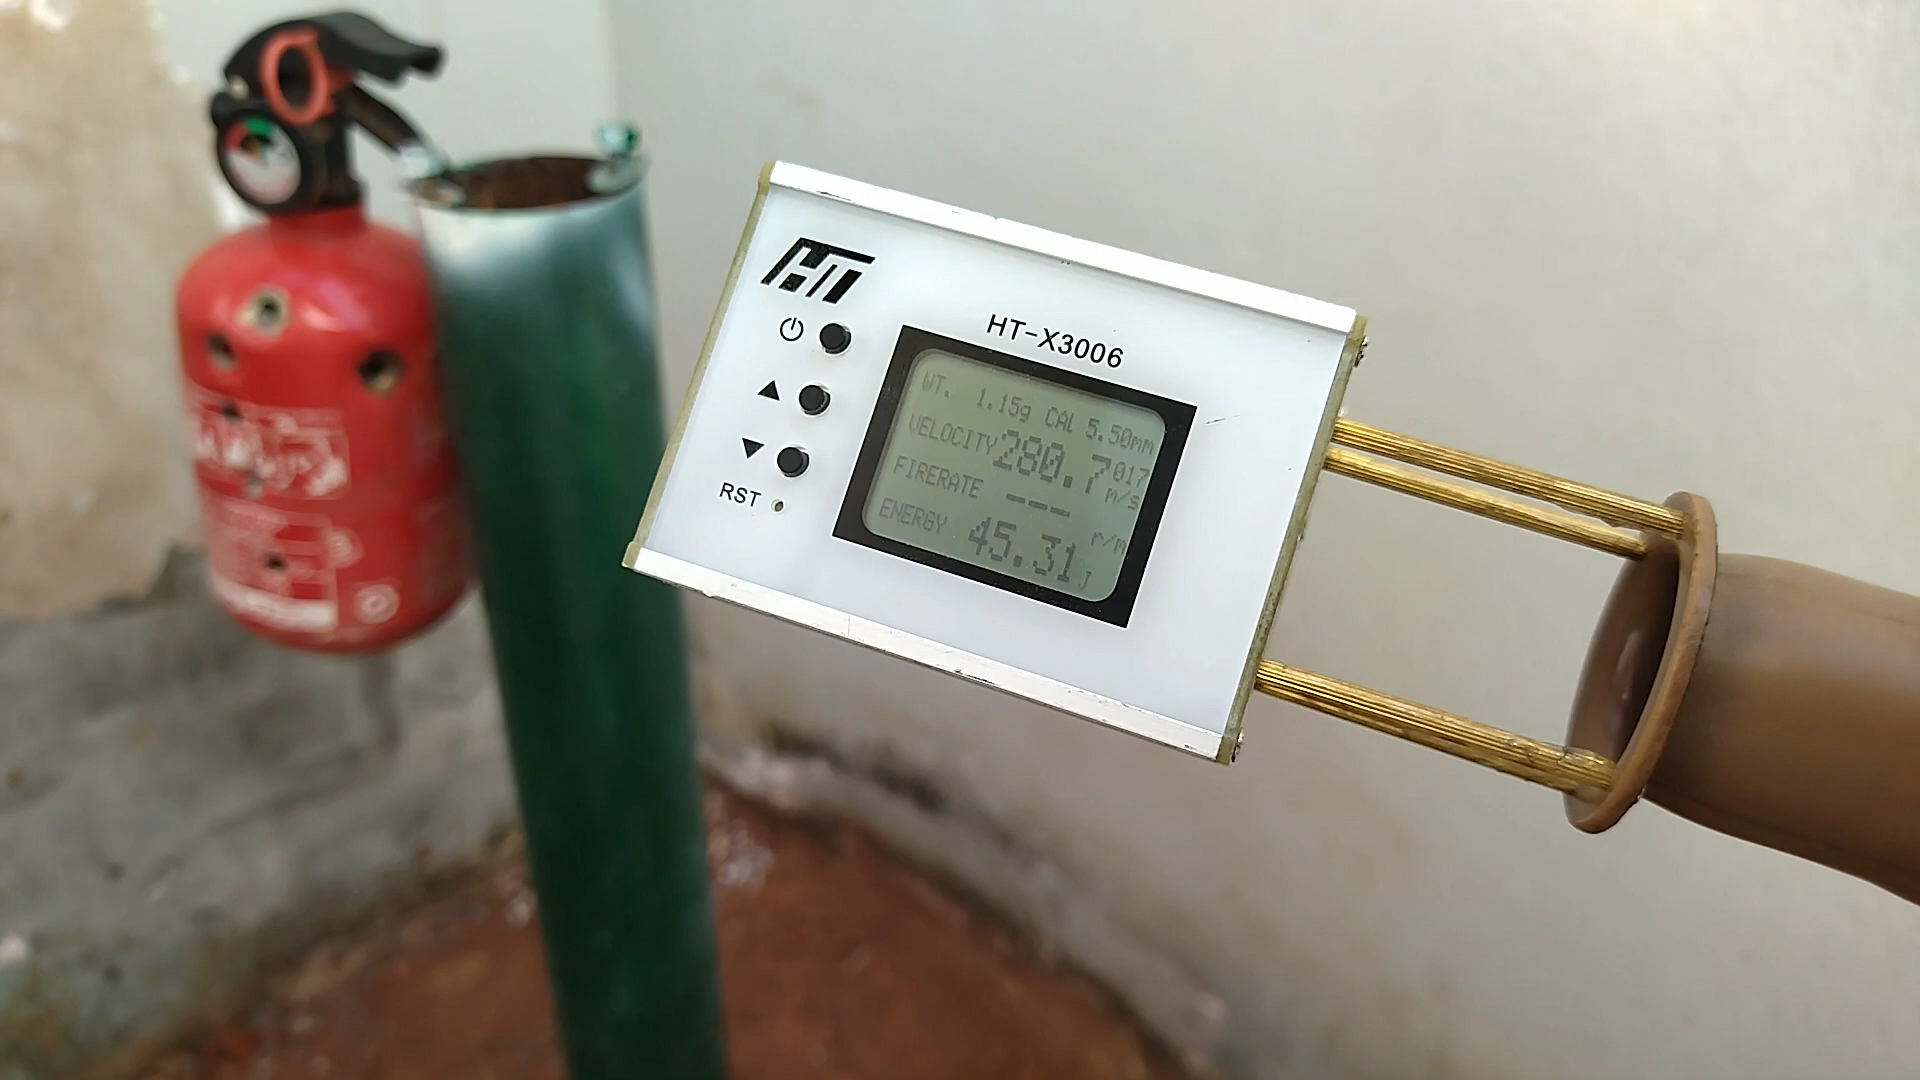 HT
HT-X3006
WT. 1.15g CAL 5.50mm
VELOCITY 280.7 017 m/s
FIRERATE --- r/m
ENERGY 45.31 J
RST